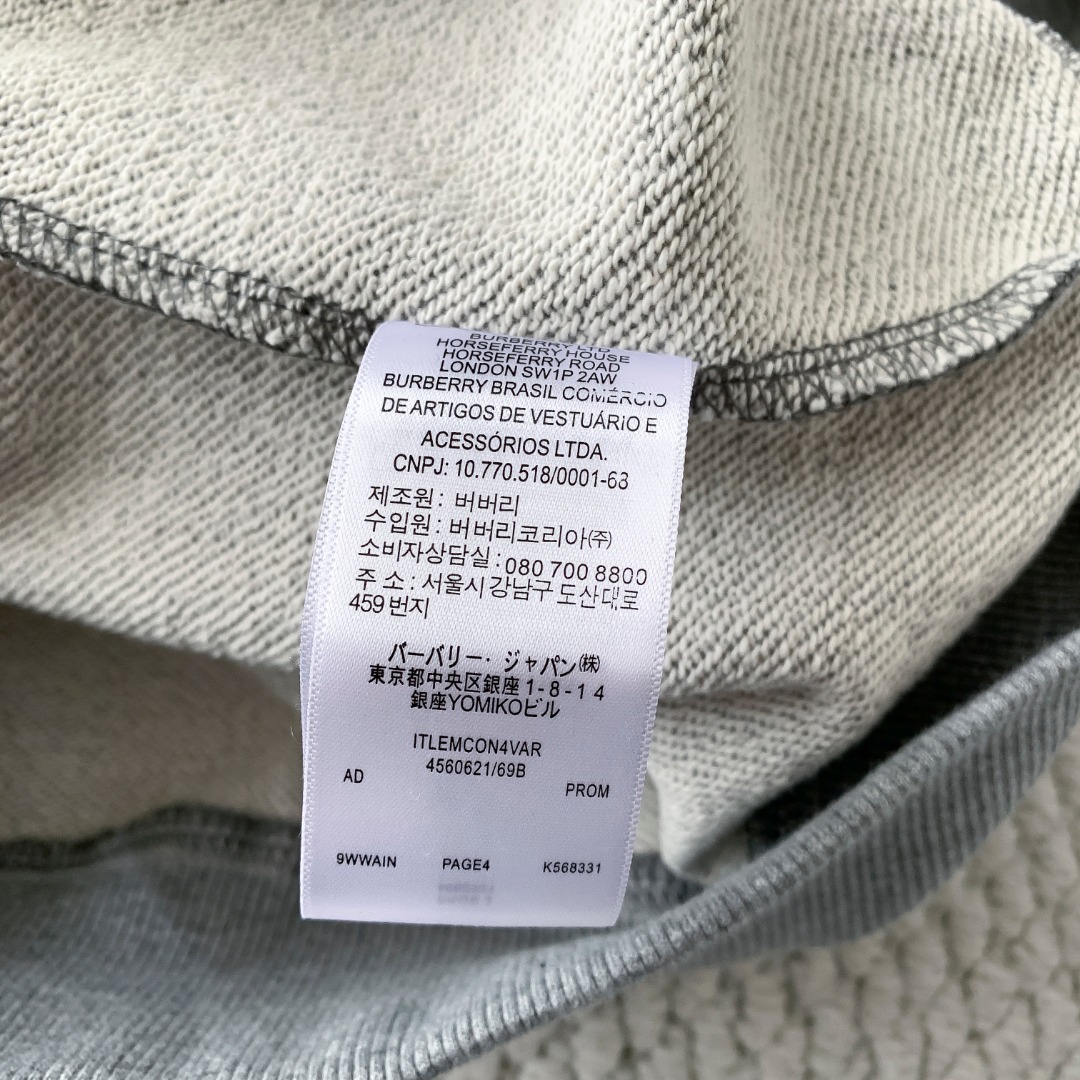 BURBERRY LTD
HORSEFERRY HOUSE
HORSEFERRY ROAD
LONDON SW1P 2AW
BURBERRY BRASIL COMÉRCIO
DE ARTIGOS DE VESTUÁRIO E
ACESSÓRIOS LTDA.
CNPJ: 10.770.518/0001-63
제조원: 버버리
수입원: 버버리코리아㈜
소비자상담실: 080 700 8800
주 소: 서울시 강남구 도산대로
459 번지
バーバリー・ジャパン㈱
東京都中央区銀座1-8-14
銀座YOMIKOビル
ITLEMCON4VAR
4560621/69B
AD
PROM
9WWAIN PAGE4 K568331